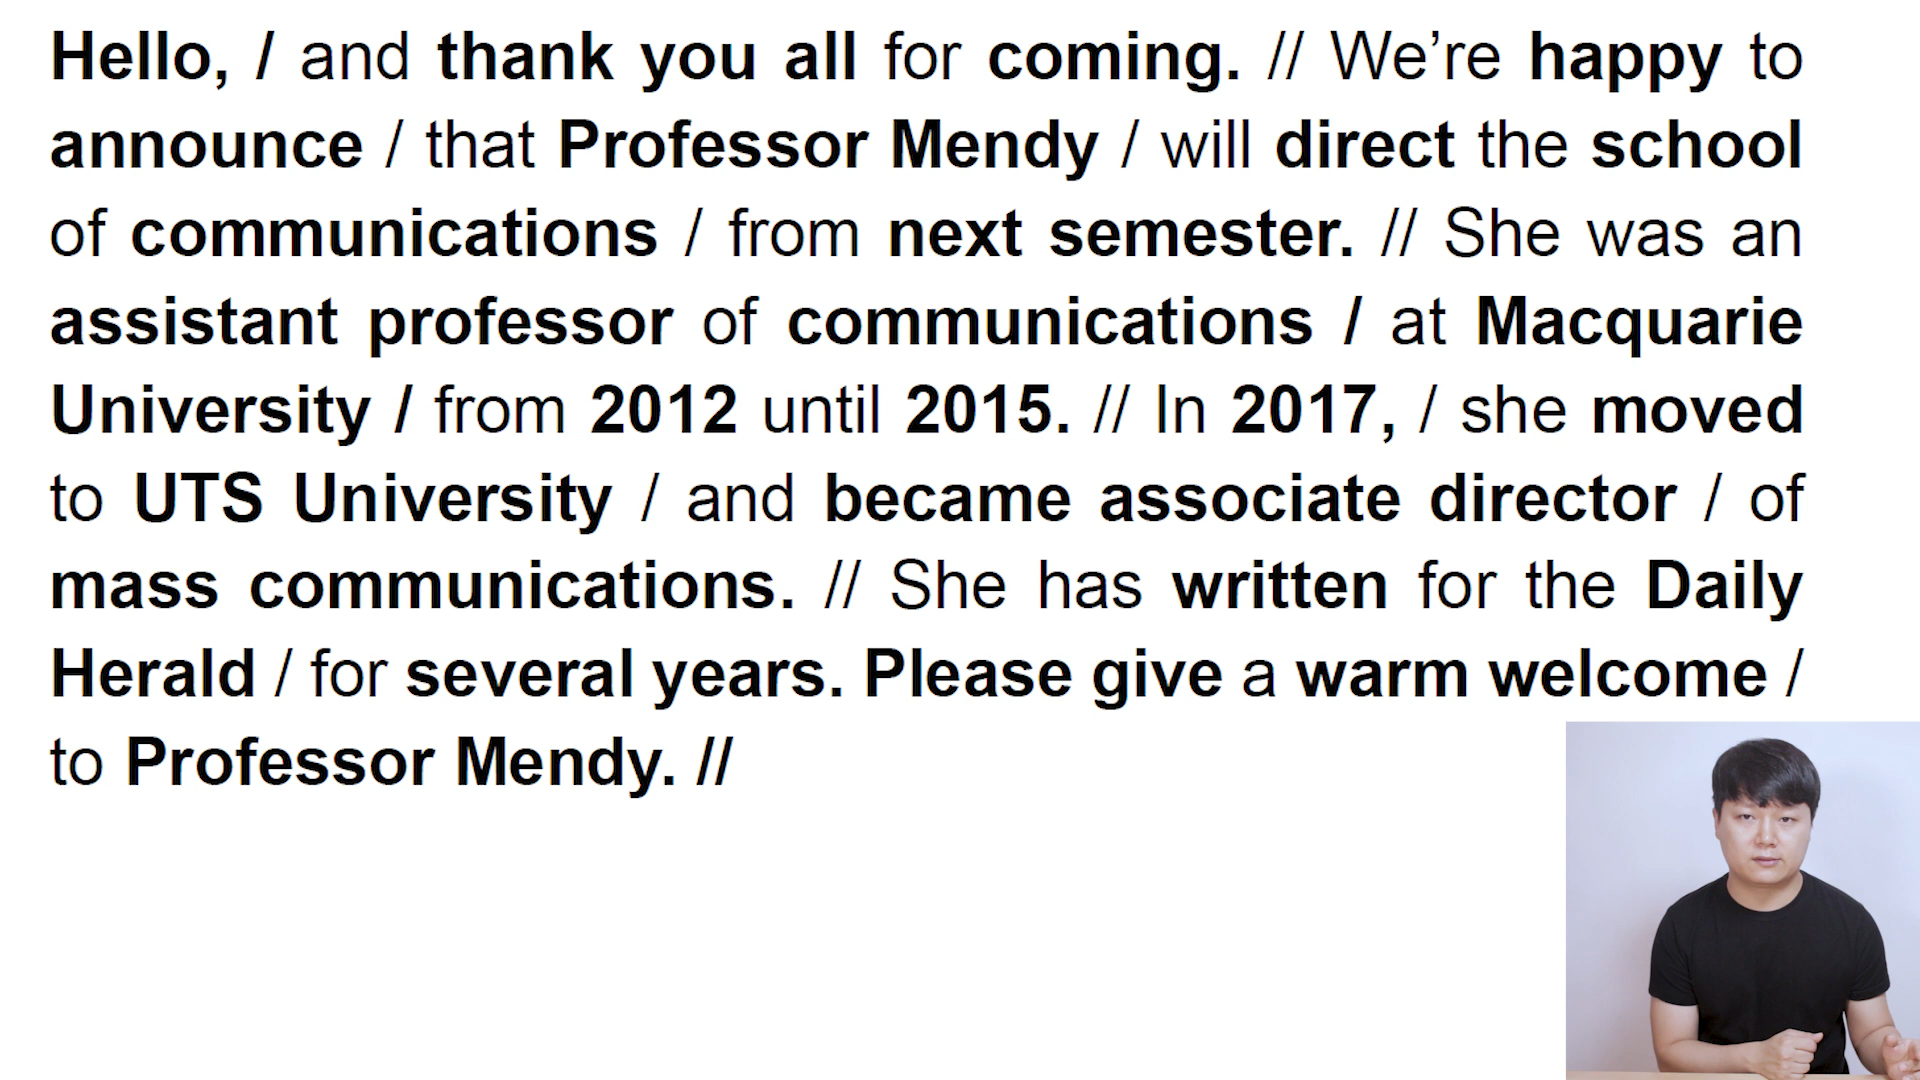 Hello, / and thank you all for coming. // We’re happy to
announce / that Professor Mendy / will direct the school
of communications / from next semester. // She was an
assistant professor of communications / at Macquarie
University / from 2012 until 2015. // In 2017, / she moved
to UTS University / and became associate director / of
mass communications. // She has written for the Daily
Herald / for several years. Please give a warm welcome /
to Professor Mendy. //